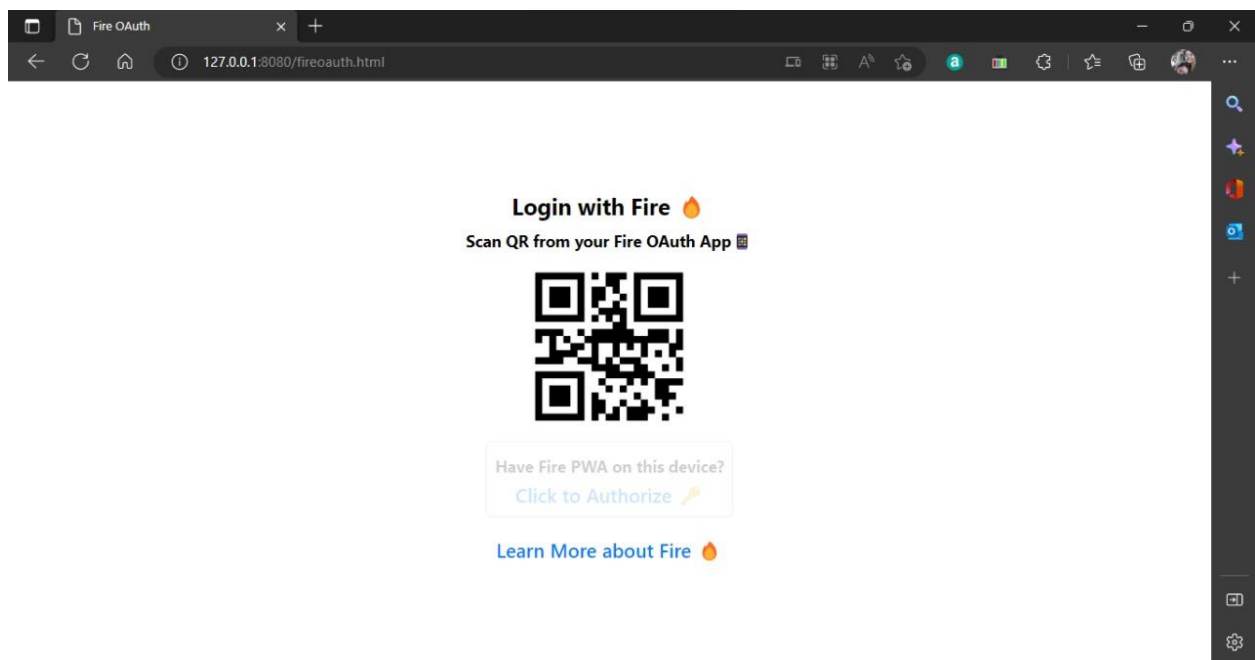 Fire OAuth
127.0.0.1:8080/fireoauth.html
Login with Fire 🔥
Scan QR from your Fire OAuth App
Have Fire PWA on this device?
Click to Authorize 🔑
Learn More about Fire 🔥